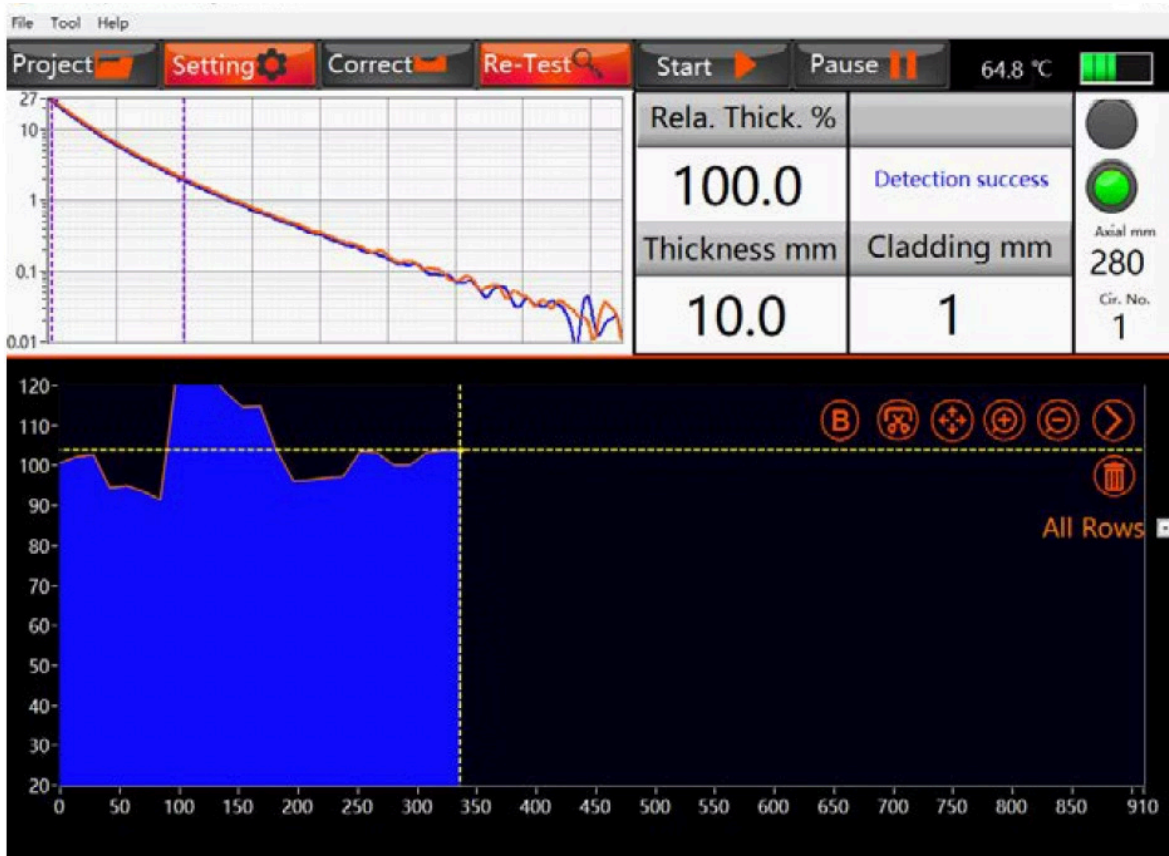 File Tool Help
Project Setting Correct Re-Test Start Pause 64.8 °C
27
10
1
0.1
0.01
Rela. Thick. %
100.0
Detection success
Thickness mm
Cladding mm
10.0
1
Axial mm
280
Cir. No.
1
120
110
100
90
80
70
60
50
40
30
20
B
All Rows
0 50 100 150 200 250 300 350 400 450 500 550 600 650 700 750 800 850 910